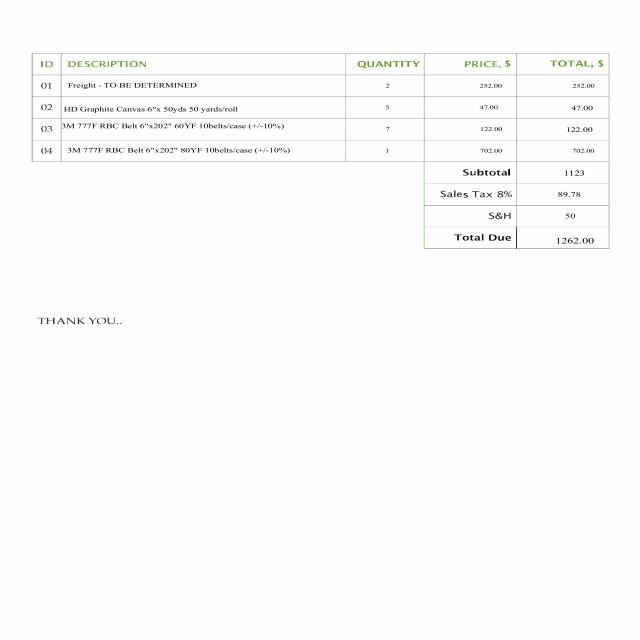 ID DESCRIPTION QUANTITY PRICE, $ TOTAL, $
01 Freight - TO BE DETERMINED 2 252.00 252.00
02 HD Graphite Canvas 6"x 50yds 50 yards/roll 5 47.00 47.00
03 3M 777F RBC Belt 6"x202" 60YF 10belts/case (+/-10%) 7 122.00 122.00
04 3M 777F RBC Belt 6"x202" 80YF 10belts/case (+/-10%) 1 702.00 702.00
Subtotal 1123
Sales Tax 8% 89.78
S&H 50
Total Due 1262.00
THANK YOU..